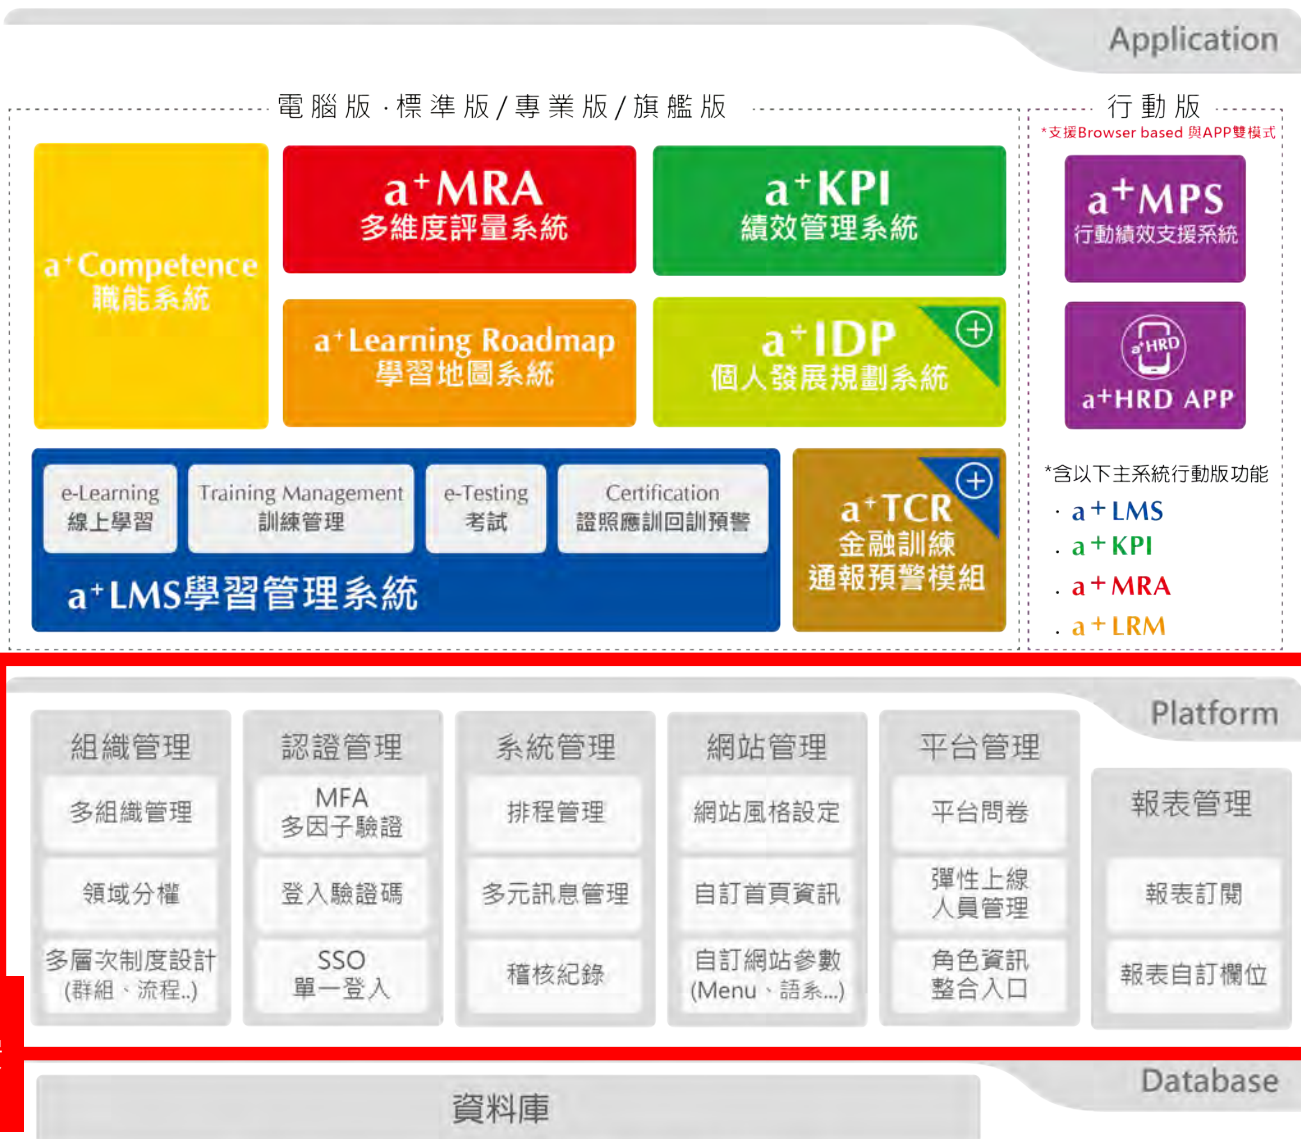 Application
電腦版·標準版/專業版/旗艦版
行動版
*支援Browser based 與APP雙模式
a+Competence
職能系統
a+MRA
多維度評量系統
a+KPI
績效管理系統
a+MPS
行動績效支援系統
a+Learning Roadmap
學習地圖系統
a+IDP
個人發展規劃系統
a+HRD
a+HRD APP
e-Learning
線上學習
Training Management
訓練管理
e-Testing
考試
Certification
證照應訓回訓預警
a+LMS學習管理系統
a+TCR
金融訓練
通報預警模組
*含以下主系統行動版功能
· a+LMS
· a+KPI
· a+MRA
· a+LRM
Platform
組織管理
多組織管理
領域分權
多層次制度設計
(群組、流程..)
認證管理
MFA
多因子驗證
登入驗證碼
SSO
單一登入
系統管理
排程管理
多元訊息管理
稽核紀錄
網站管理
網站風格設定
自訂首頁資訊
自訂網站參數
(Menu、語系...)
平台管理
平台問卷
彈性上線
人員管理
角色資訊
整合入口
報表管理
報表訂閱
報表自訂欄位
Database
資料庫